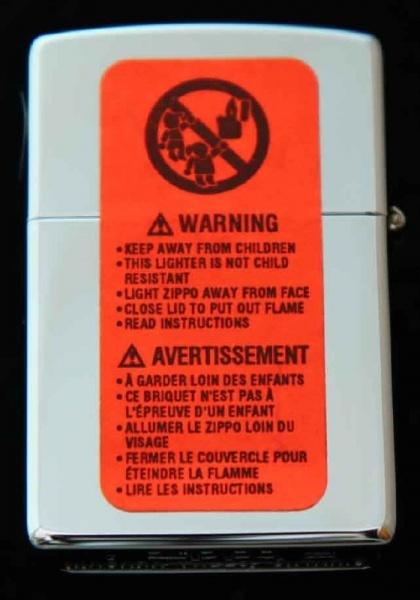 ⚠ WARNING
•KEEP AWAY FROM CHILDREN
•THIS LIGHTER IS NOT CHILD
RESISTANT
•LIGHT ZIPPO AWAY FROM FACE
•CLOSE LID TO PUT OUT FLAME
•READ INSTRUCTIONS
⚠ AVERTISSEMENT
•À GARDER LOIN DES ENFANTS
•CE BRIQUET N'EST PAS À
L'ÉPREUVE D'UN ENFANT
•ALLUMER LE ZIPPO LOIN DU
VISAGE
•FERMER LE COUVERCLE POUR
ÉTEINDRE LA FLAMME
•LIRE LES INSTRUCTIONS